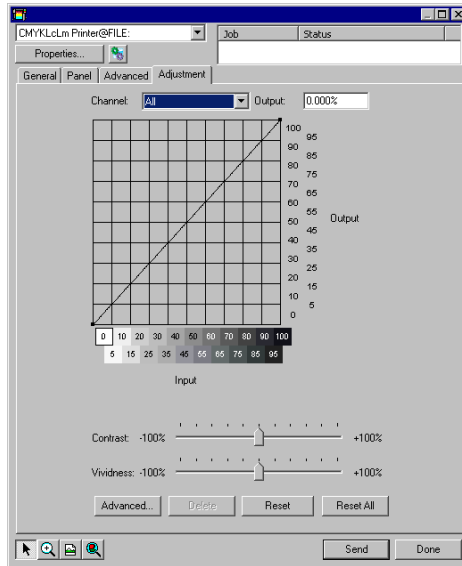 CMYKLcLm Printer@FILE:
Job Status
Properties...
General Panel Advanced Adjustment
Channel: All Output: 0.000%
100
95
90
85
80
75
70
65
60
55
Output
50
45
40
35
30
25
20
15
10
5
0
0 10 20 30 40 50 60 70 80 90 100
5 15 25 35 45 55 65 75 85 95
Input
Contrast: -100% +100%
Vividness: -100% +100%
Advanced... Delete Reset Reset All
Send Done